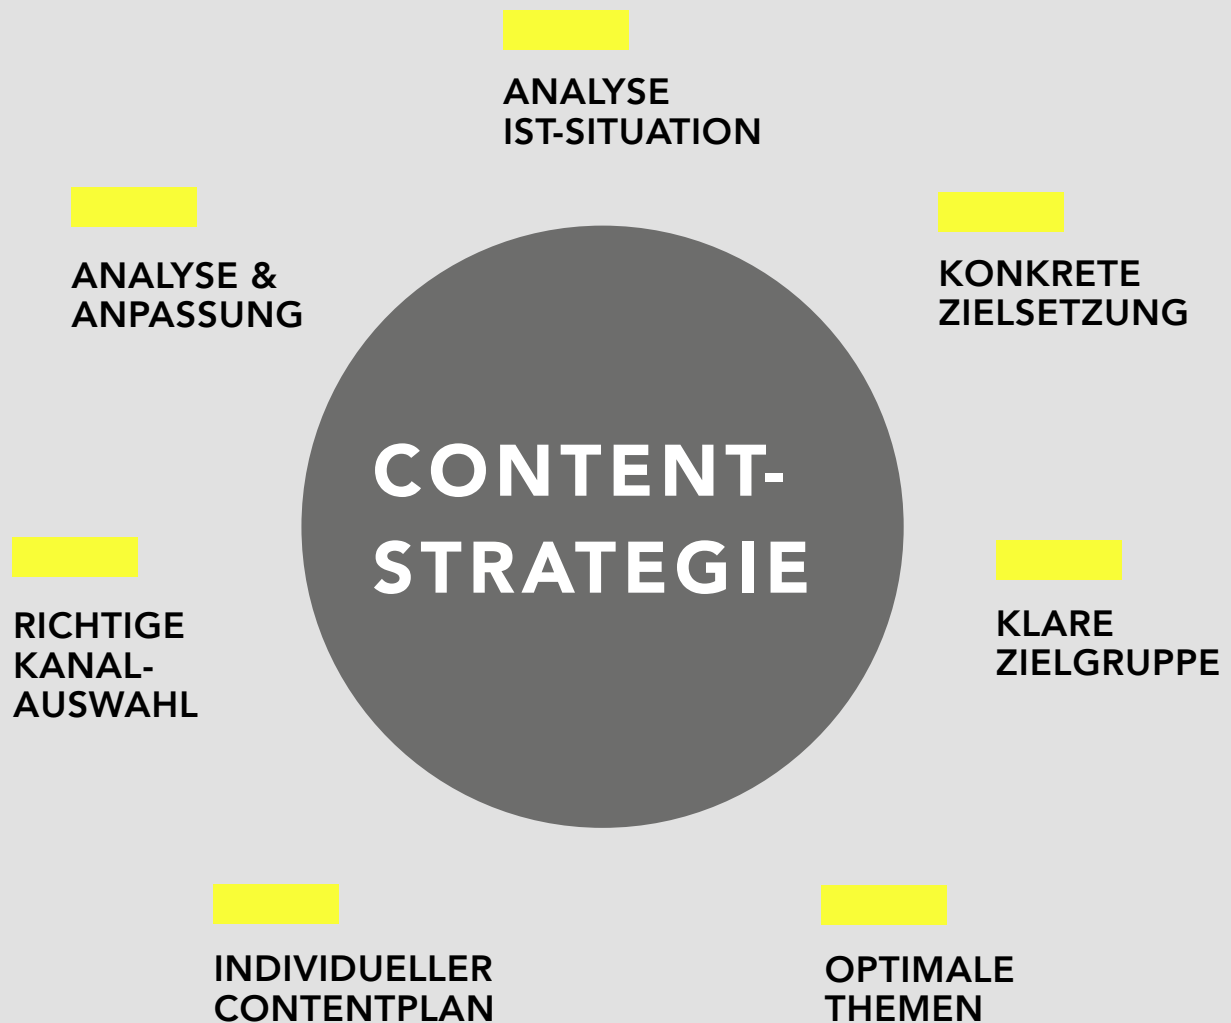 ANALYSE
IST-SITUATION
ANALYSE &
ANPASSUNG
KONKRETE
ZIELSETZUNG
CONTENT-
STRATEGIE
RICHTIGE
KANAL-
AUSWAHL
KLARE
ZIELGRUPPE
INDIVIDUELLER
CONTENTPLAN
OPTIMALE
THEMEN